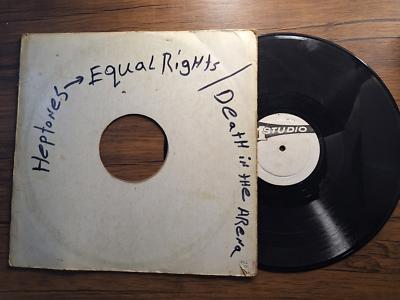 Heptones → Equal Rights / Death in the Arena
STUDIO